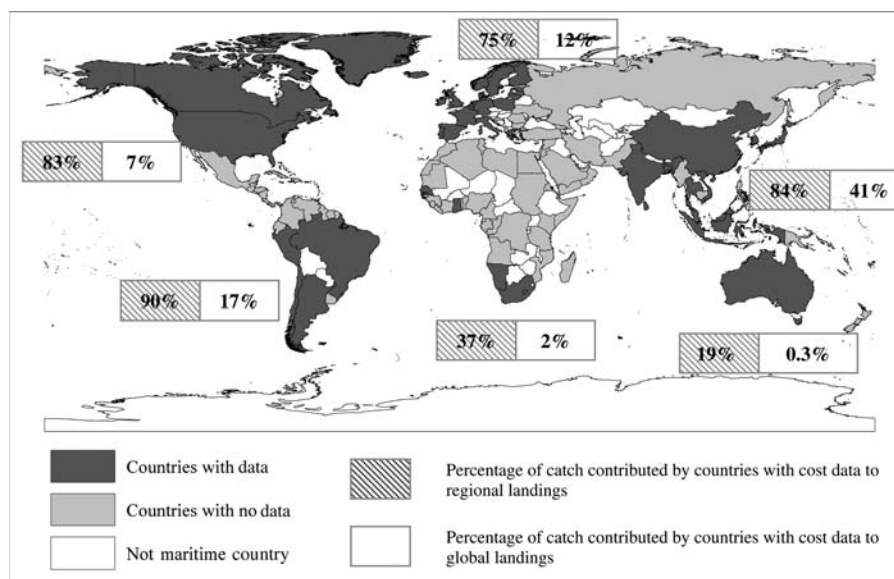 75% 12%
83% 7%
84% 41%
90% 17%
37% 2%
19% 0.3%
Countries with data
Countries with no data
Not maritime country
Percentage of catch contributed by countries with cost data to
regional landings
Percentage of catch contributed by countries with cost data to
global landings